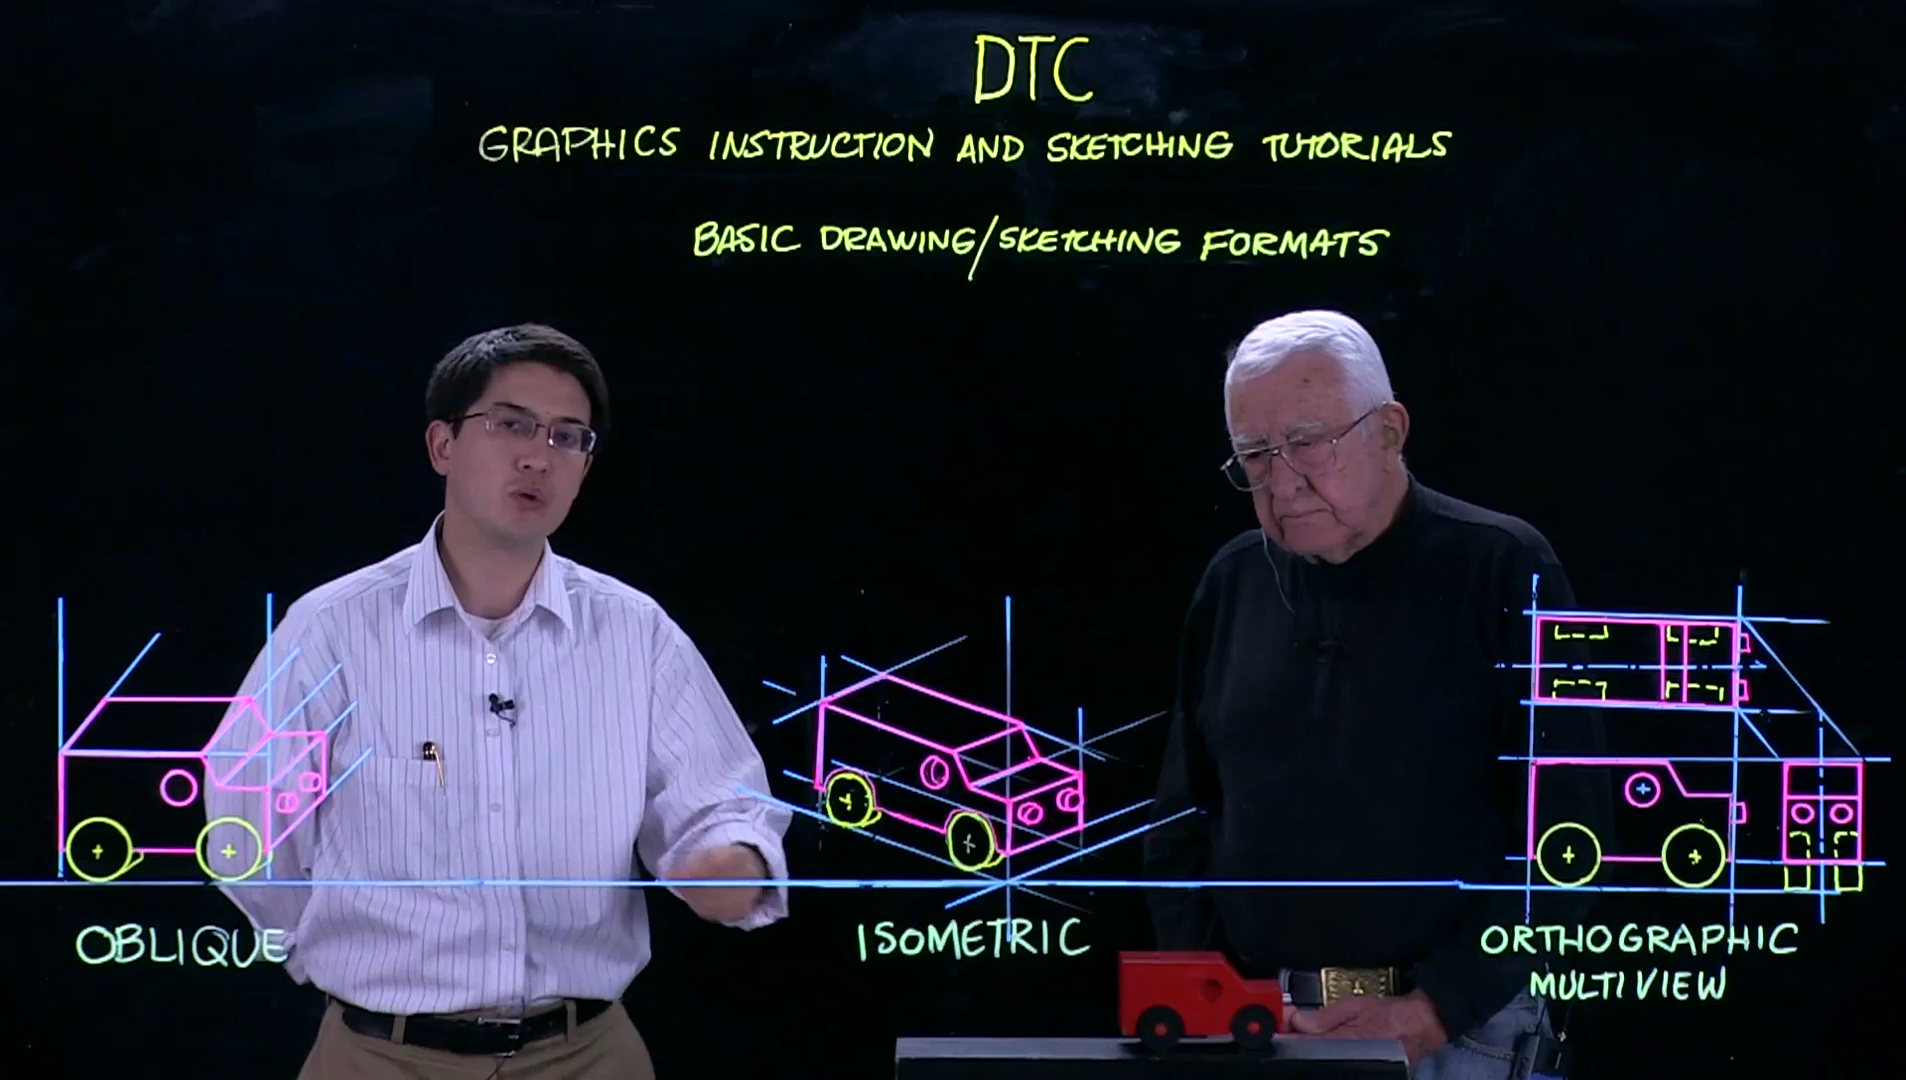 DTC
GRAPHICS INSTRUCTION AND SKETCHING TUTORIALS
BASIC DRAWING/SKETCHING FORMATS
OBLIQUE
ISOMETRIC
ORTHOGRAPHIC
MULTIVIEW